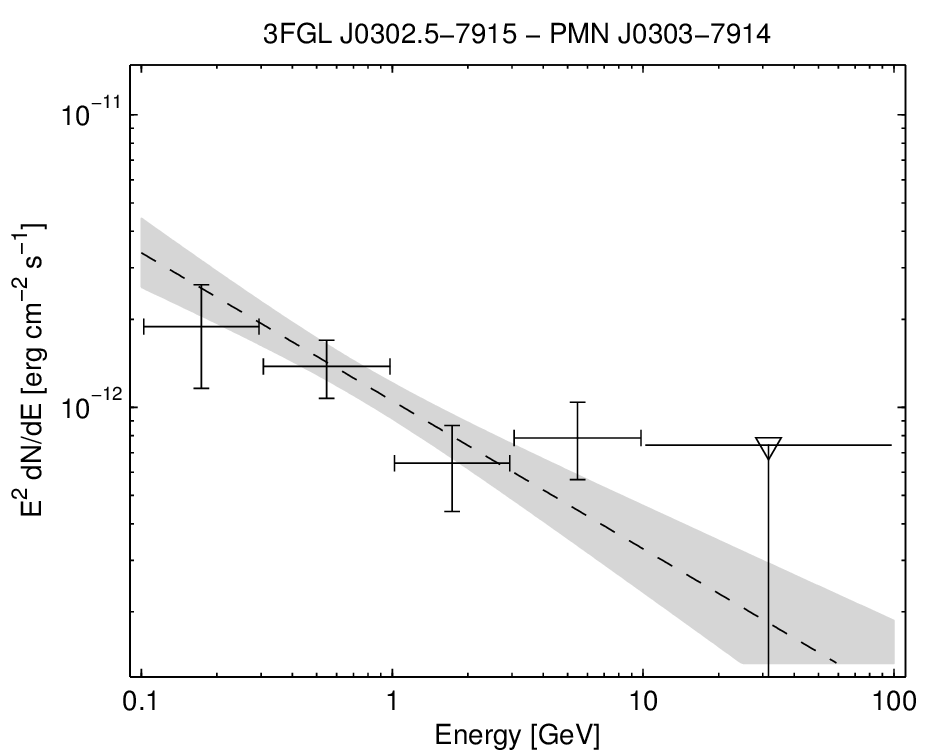 3FGL J0302.5−7915 − PMN J0303−7914
10⁻¹¹
10⁻¹²
E² dN/dE [erg cm⁻² s⁻¹]
0.1 1 10 100
Energy [GeV]